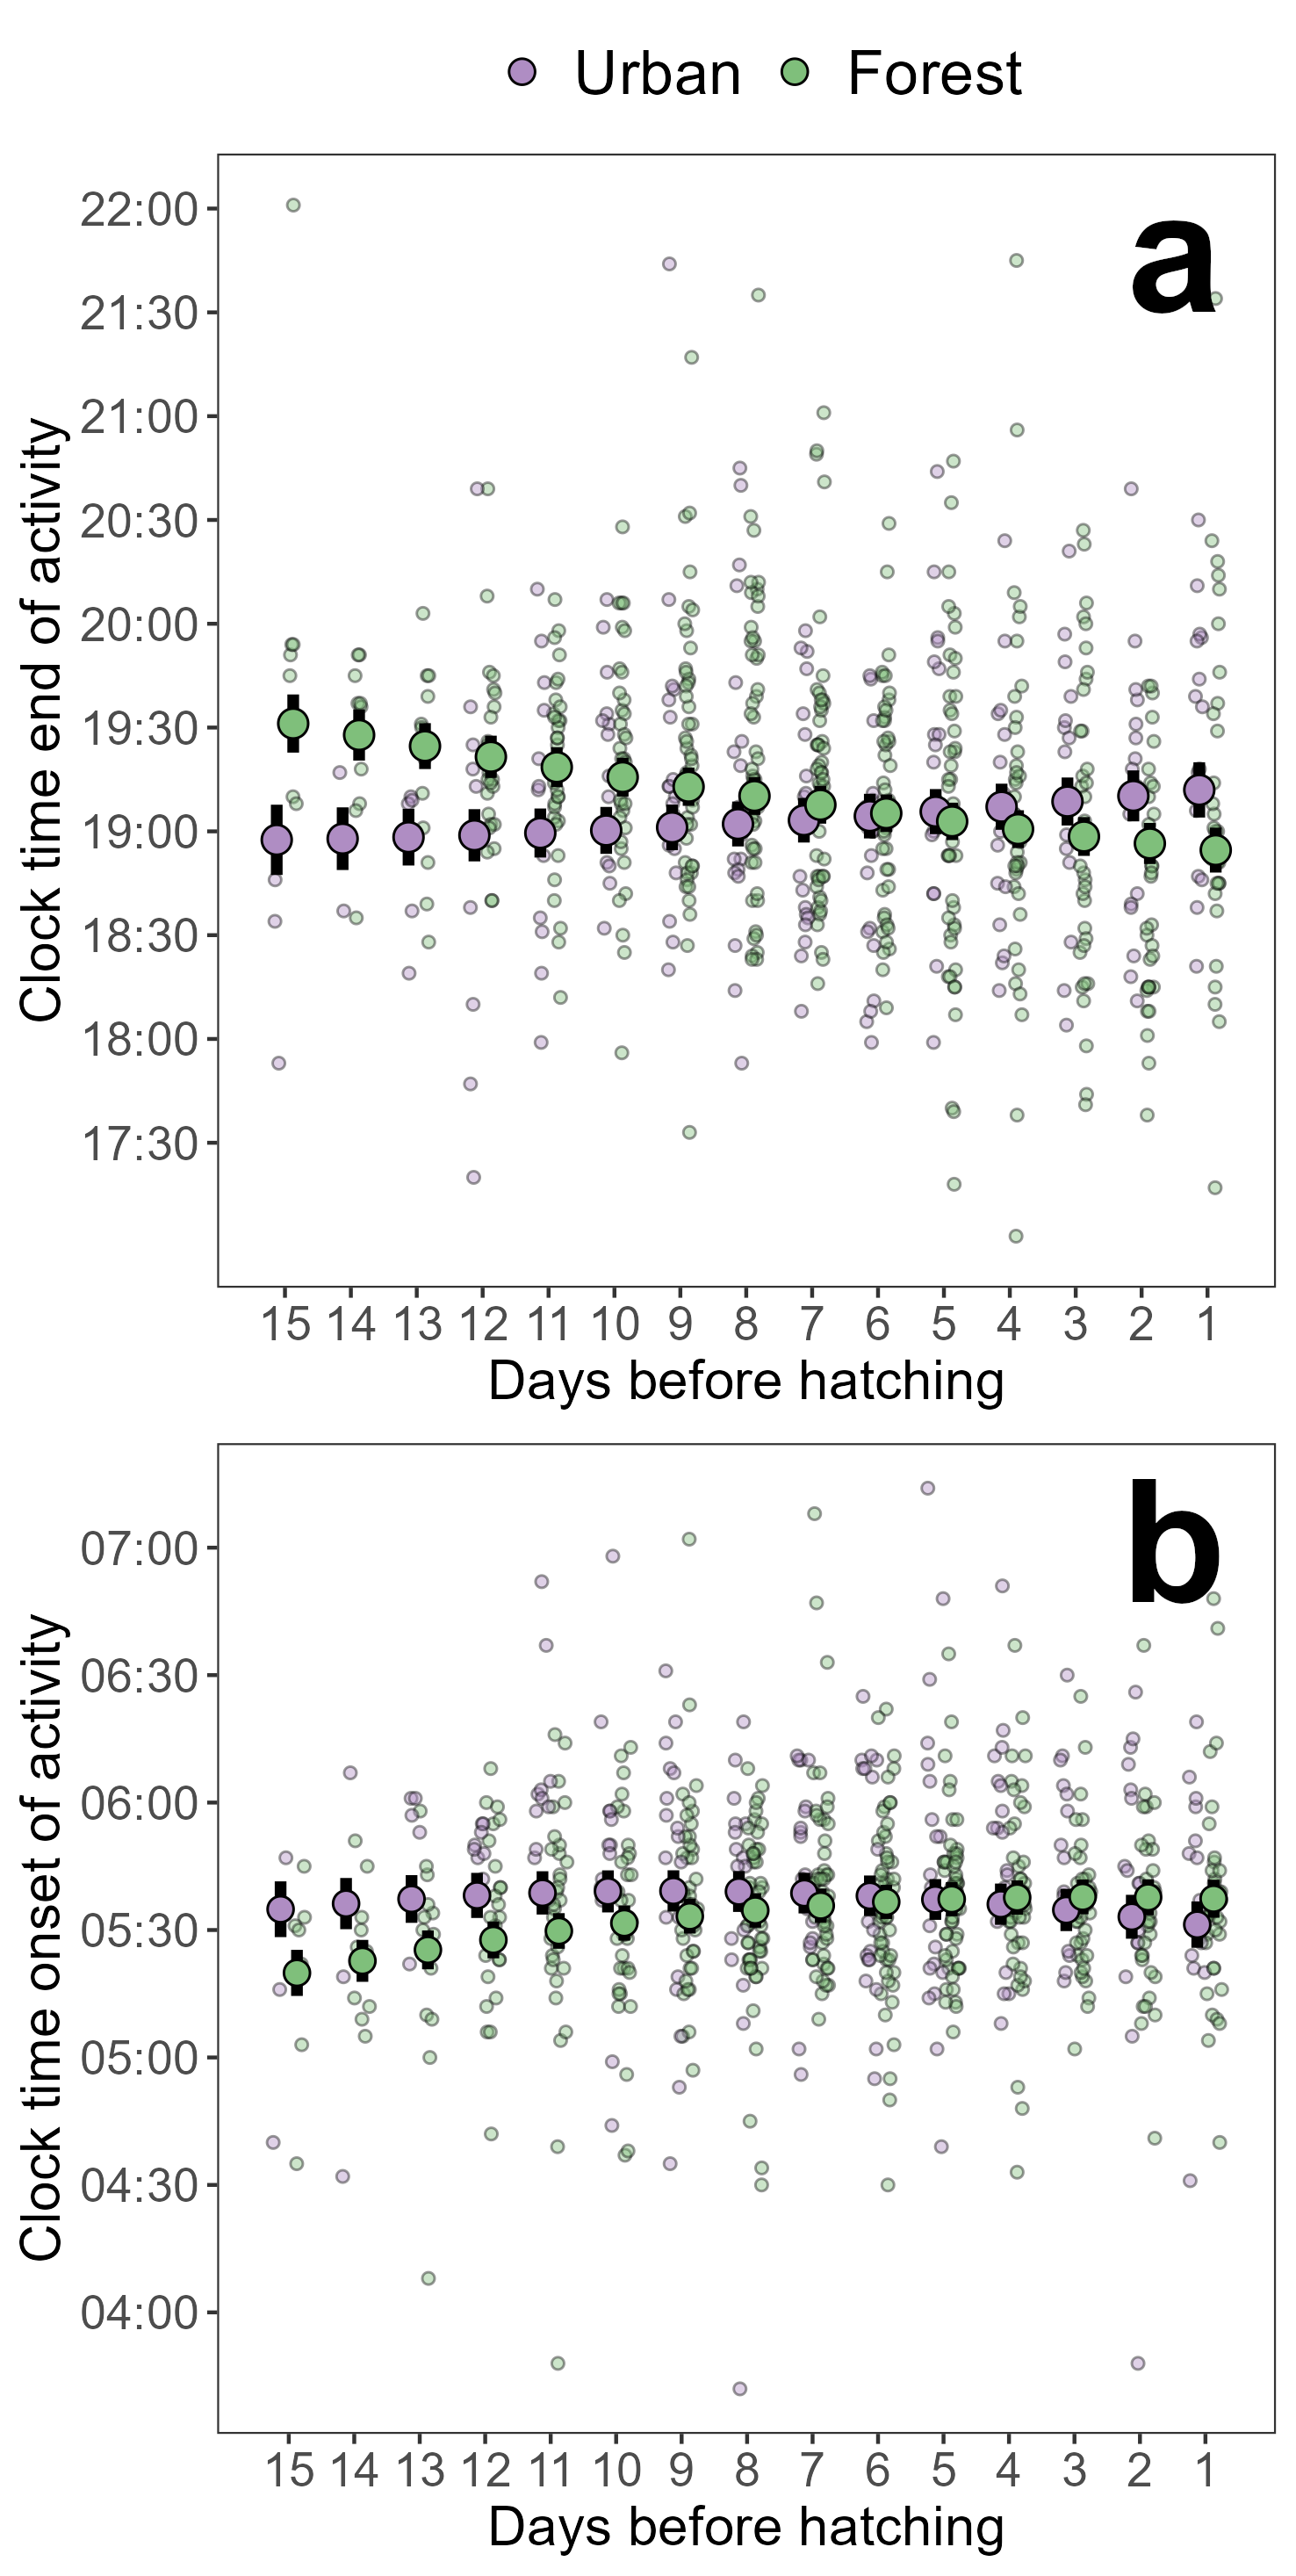 Urban Forest
a
Clock time end of activity
22:00
21:30
21:00
20:30
20:00
19:30
19:00
18:30
18:00
17:30
15 14 13 12 11 10 9 8 7 6 5 4 3 2 1
Days before hatching
b
Clock time onset of activity
07:00
06:30
06:00
05:30
05:00
04:30
04:00
15 14 13 12 11 10 9 8 7 6 5 4 3 2 1
Days before hatching